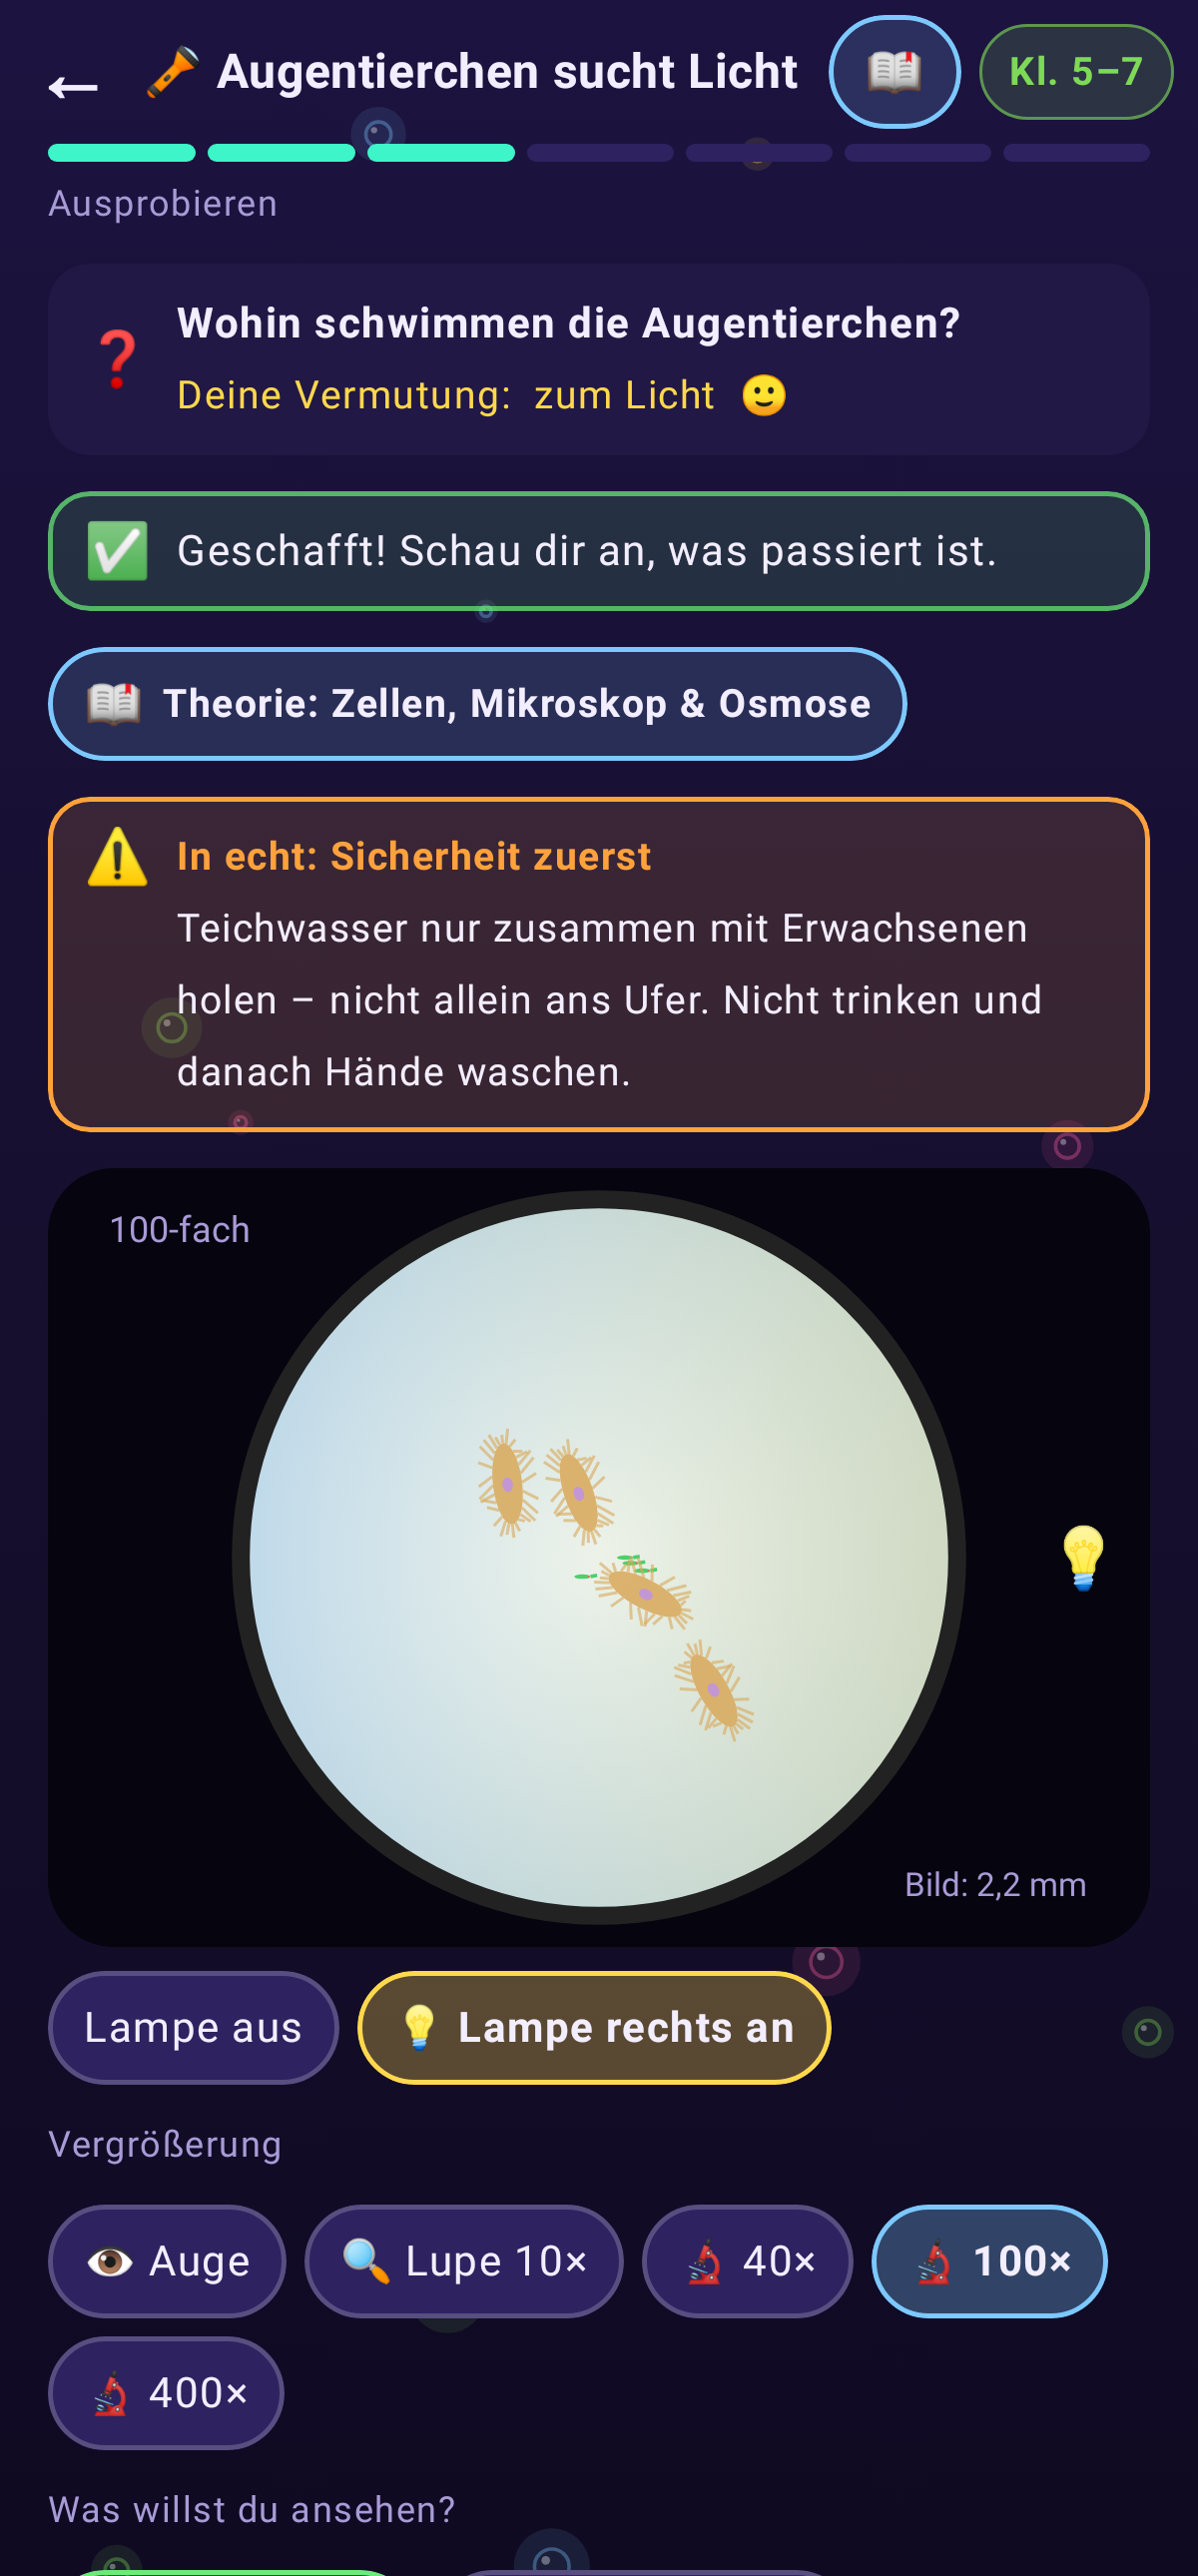 Augentierchen sucht Licht
Kl. 5–7
Ausprobieren
Wohin schwimmen die Augentierchen?
Deine Vermutung: zum Licht
Geschafft! Schau dir an, was passiert ist.
Theorie: Zellen, Mikroskop & Osmose
In echt: Sicherheit zuerst
Teichwasser nur zusammen mit Erwachsenen
holen – nicht allein ans Ufer. Nicht trinken und
danach Hände waschen.
100-fach
Bild: 2,2 mm
Lampe aus
Lampe rechts an
Vergrößerung
Auge
Lupe 10×
40×
100×
400×
Was willst du ansehen?